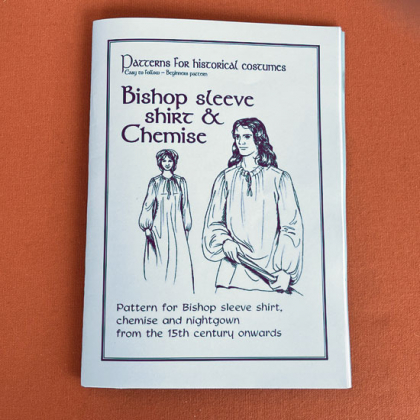 Patterns for historical costumes
Easy to follow – Beginners pattern
Bishop sleeve
shirt &
Chemise
Pattern for Bishop sleeve shirt,
chemise and nightgown
from the 15th century onwards